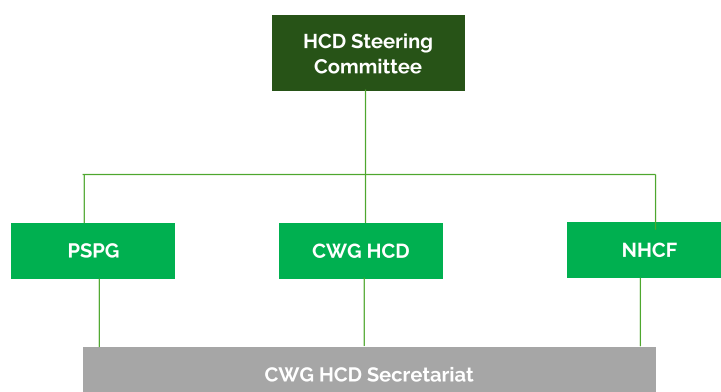 HCD Steering
Committee
PSPG
CWG HCD
NHCF
CWG HCD Secretariat